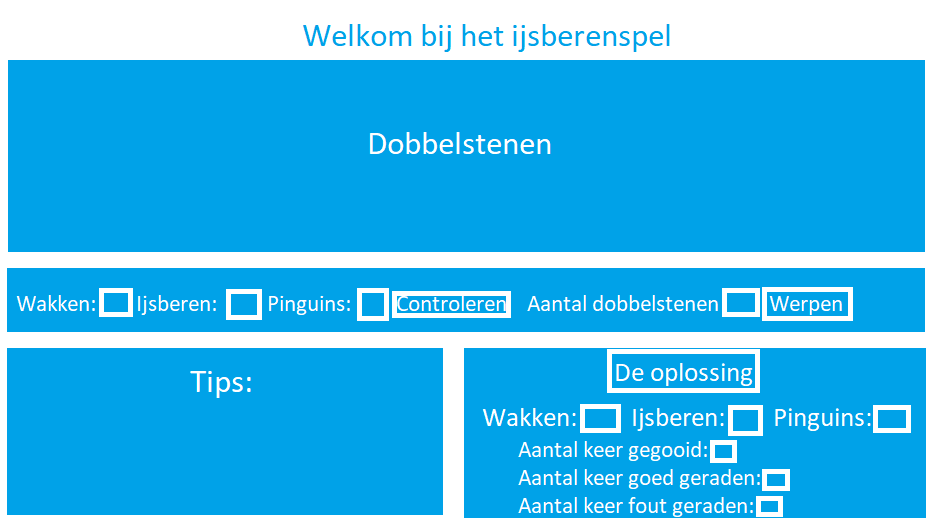 Welkom bij het ijsberenspel
Dobbelstenen
Wakken: Ijsberen: Pinguins: Controleren Aantal dobbelstenen Werpen
Tips:
De oplossing
Wakken: Ijsberen: Pinguins:
Aantal keer gegooid:
Aantal keer goed geraden:
Aantal keer fout geraden: